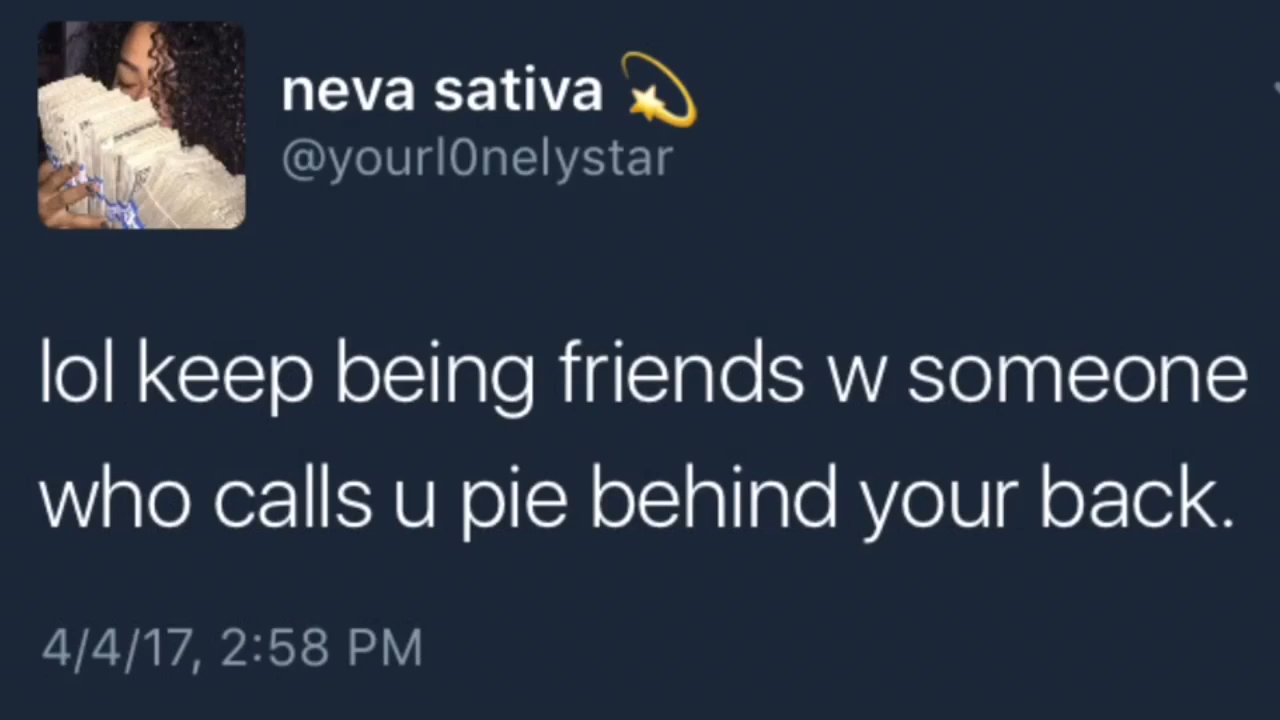 neva sativa 💫
@yourl0nelystar
lol keep being friends w someone
who calls u pie behind your back.
4/4/17, 2:58 PM